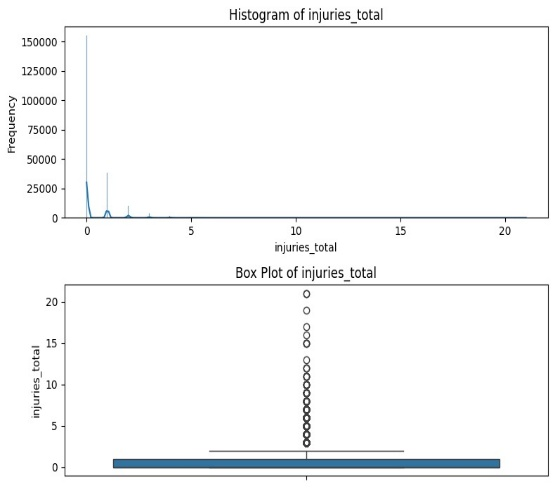 Histogram of injuries_total
150000
125000
100000
75000
50000
25000
0
Frequency
0 5 10 15 20
injuries_total
Box Plot of injuries_total
20
15
10
5
0
injuries_total